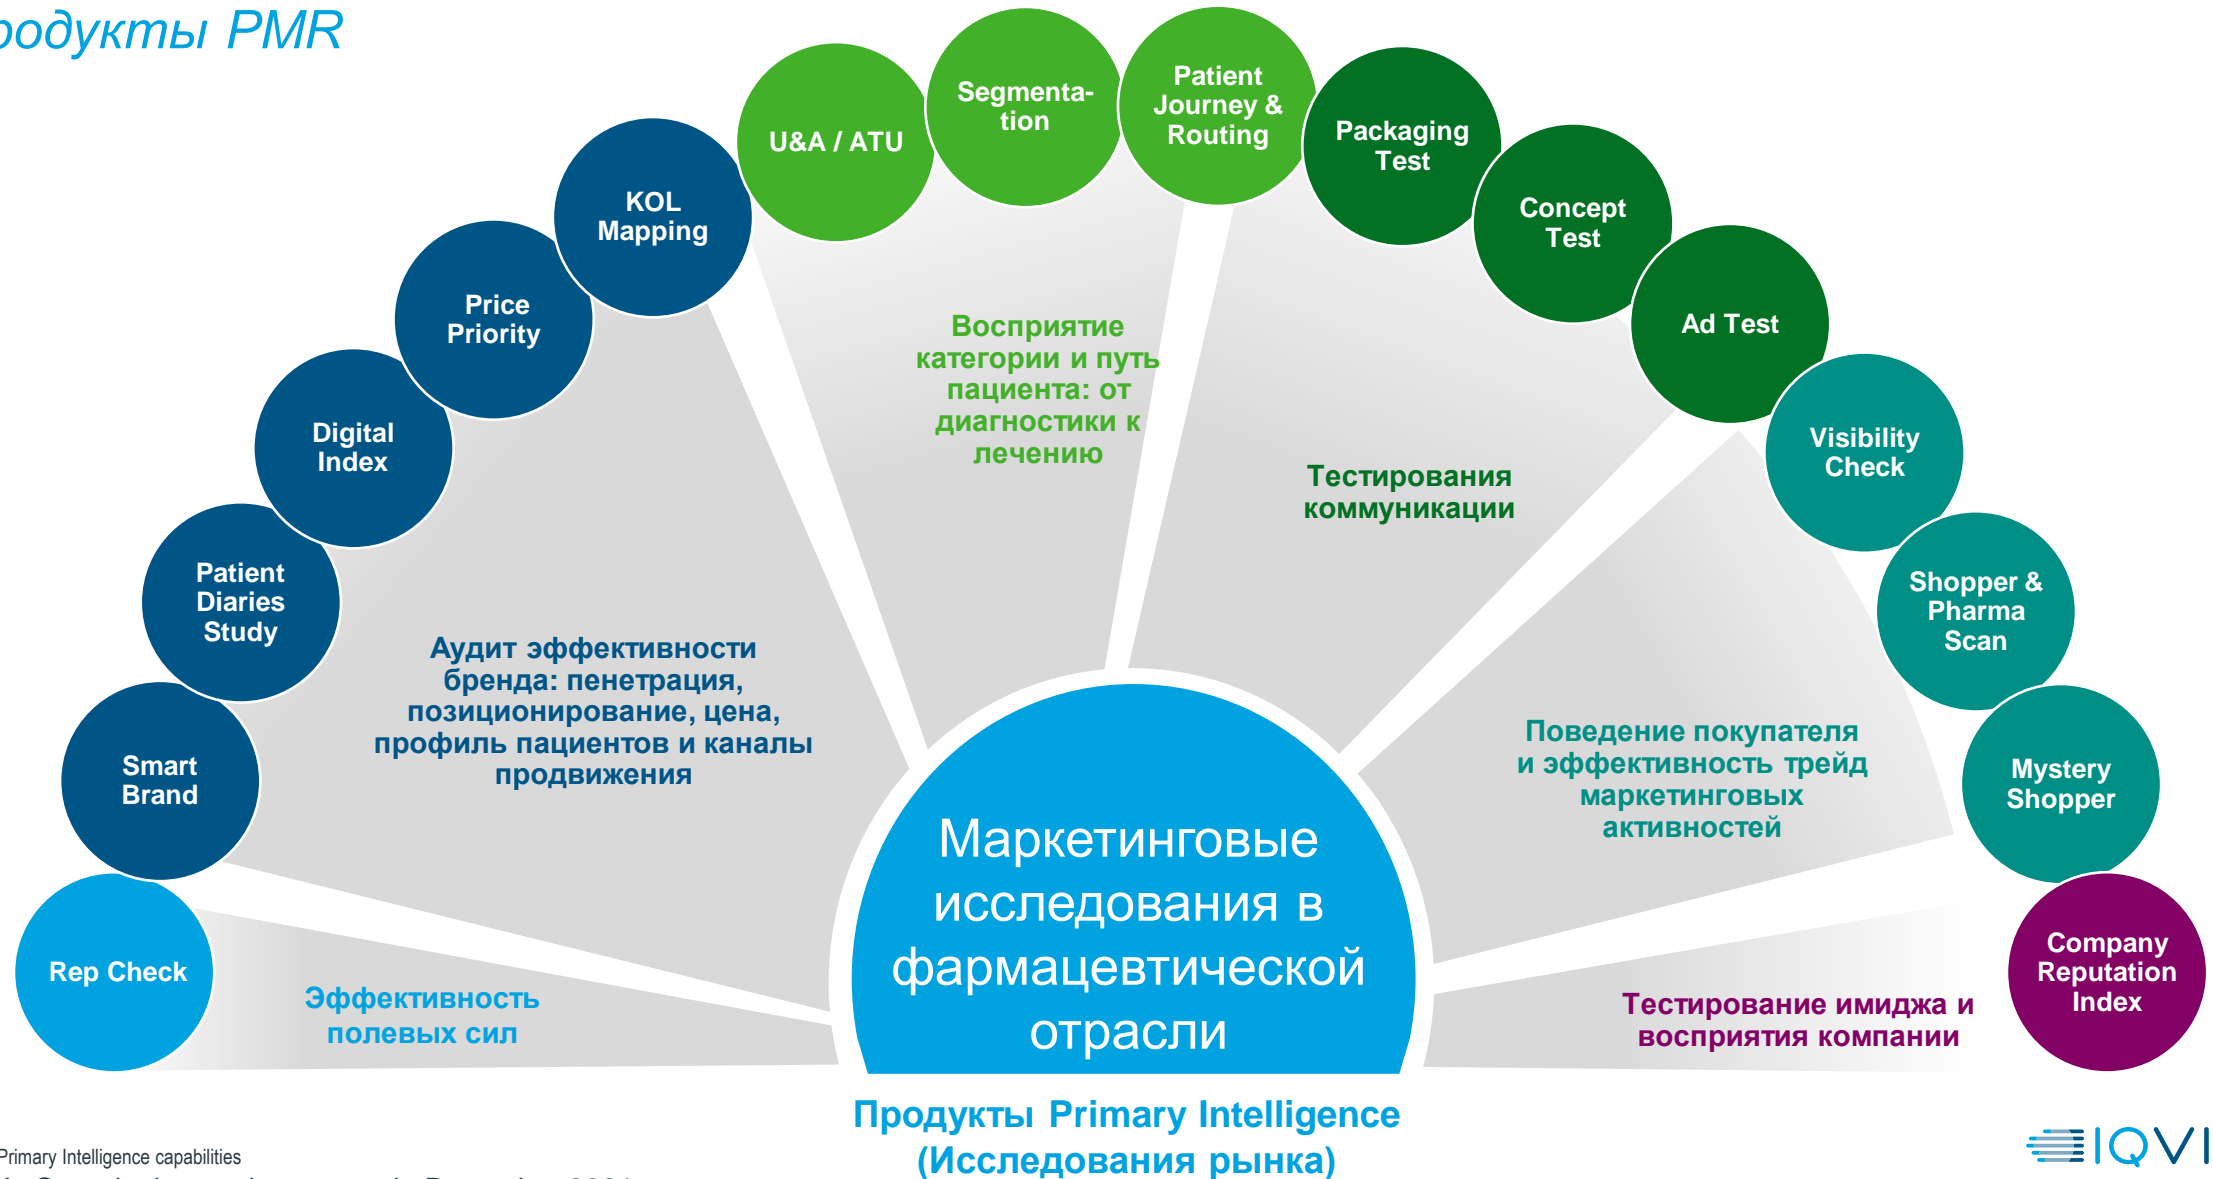 родукты PMR
Rep Check
Smart
Brand
Patient
Diaries
Study
Digital
Index
Price
Priority
KOL
Mapping
U&A / ATU
Segmenta-
tion
Patient
Journey &
Routing
Packaging
Test
Concept
Test
Ad Test
Visibility
Check
Shopper &
Pharma
Scan
Mystery
Shopper
Company
Reputation
Index
Эффективность
полевых сил
Аудит эффективности
бренда: пенетрация,
позиционирование, цена,
профиль пациентов и каналы
продвижения
Восприятие
категории и путь
пациента: от
диагностики к
лечению
Тестирования
коммуникации
Поведение покупателя
и эффективность трейд
маркетинговых
активностей
Тестирование имиджа и
восприятия компании
Маркетинговые
исследования в
фармацевтической
отрасли
Продукты Primary Intelligence
(Исследования рынка)
Primary Intelligence capabilities
IQVI